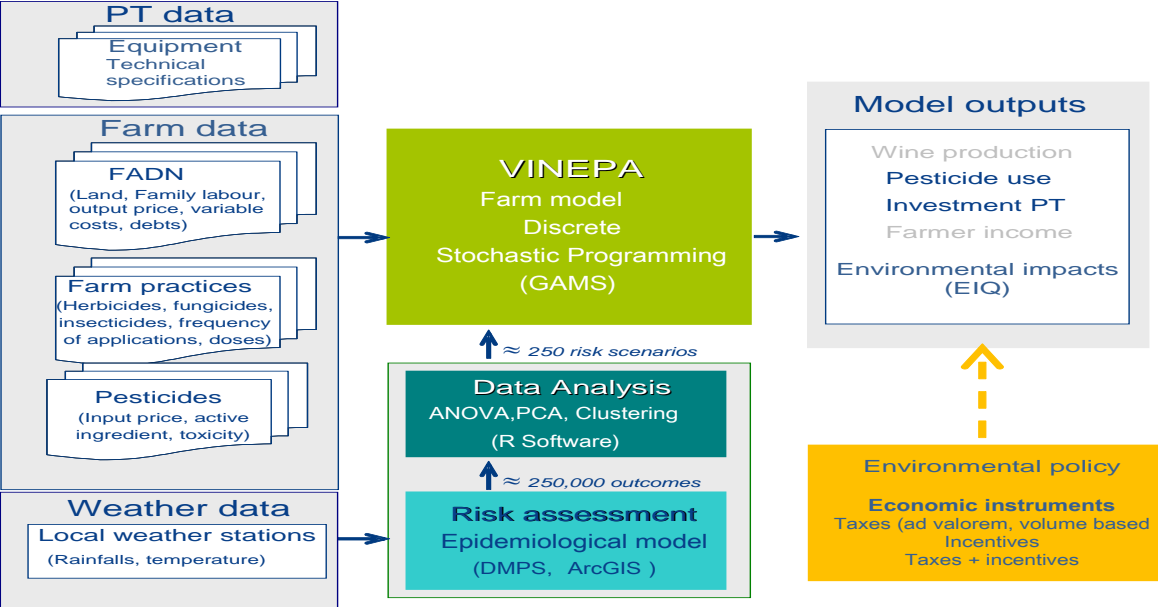 PT data
Equipment
Technical
specifications
Farm data
FADN
(Land, Family labour,
output price, variable
costs, debts)
Farm practices
(Herbicides, fungicides,
insecticides, frequency
of applications, doses)
Pesticides
(Input price, active
ingredient, toxicity)
Weather data
Local weather stations
(Rainfalls, temperature)
VINEPA
Farm model
Discrete
Stochastic Programming
(GAMS)
≈ 250 risk scenarios
Data Analysis
ANOVA,PCA, Clustering
(R Software)
≈ 250,000 outcomes
Risk assessment
Epidemiological model
(DMPS, ArcGIS )
Model outputs
Wine production
Pesticide use
Investment PT
Farmer income
Environmental impacts
(EIQ)
Environmental policy
Economic instruments
Taxes (ad valorem, volume based
Incentives
Taxes + incentives